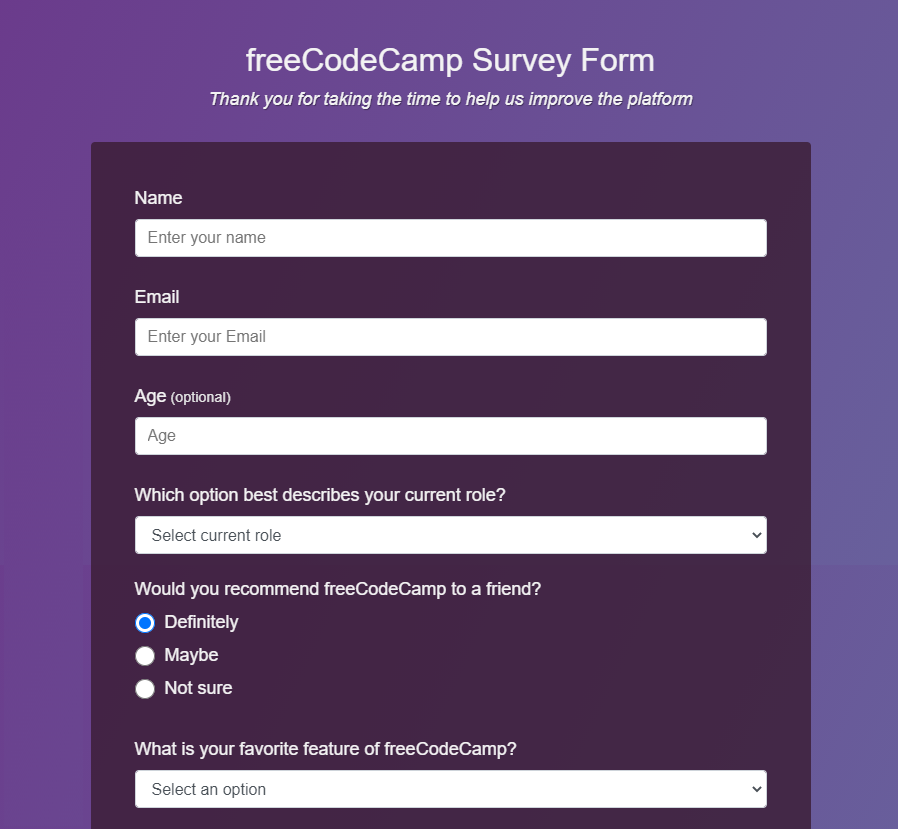 freeCodeCamp Survey Form
Thank you for taking the time to help us improve the platform
Name
Enter your name
Email
Enter your Email
Age (optional)
Age
Which option best describes your current role?
Select current role
Would you recommend freeCodeCamp to a friend?
Definitely
Maybe
Not sure
What is your favorite feature of freeCodeCamp?
Select an option